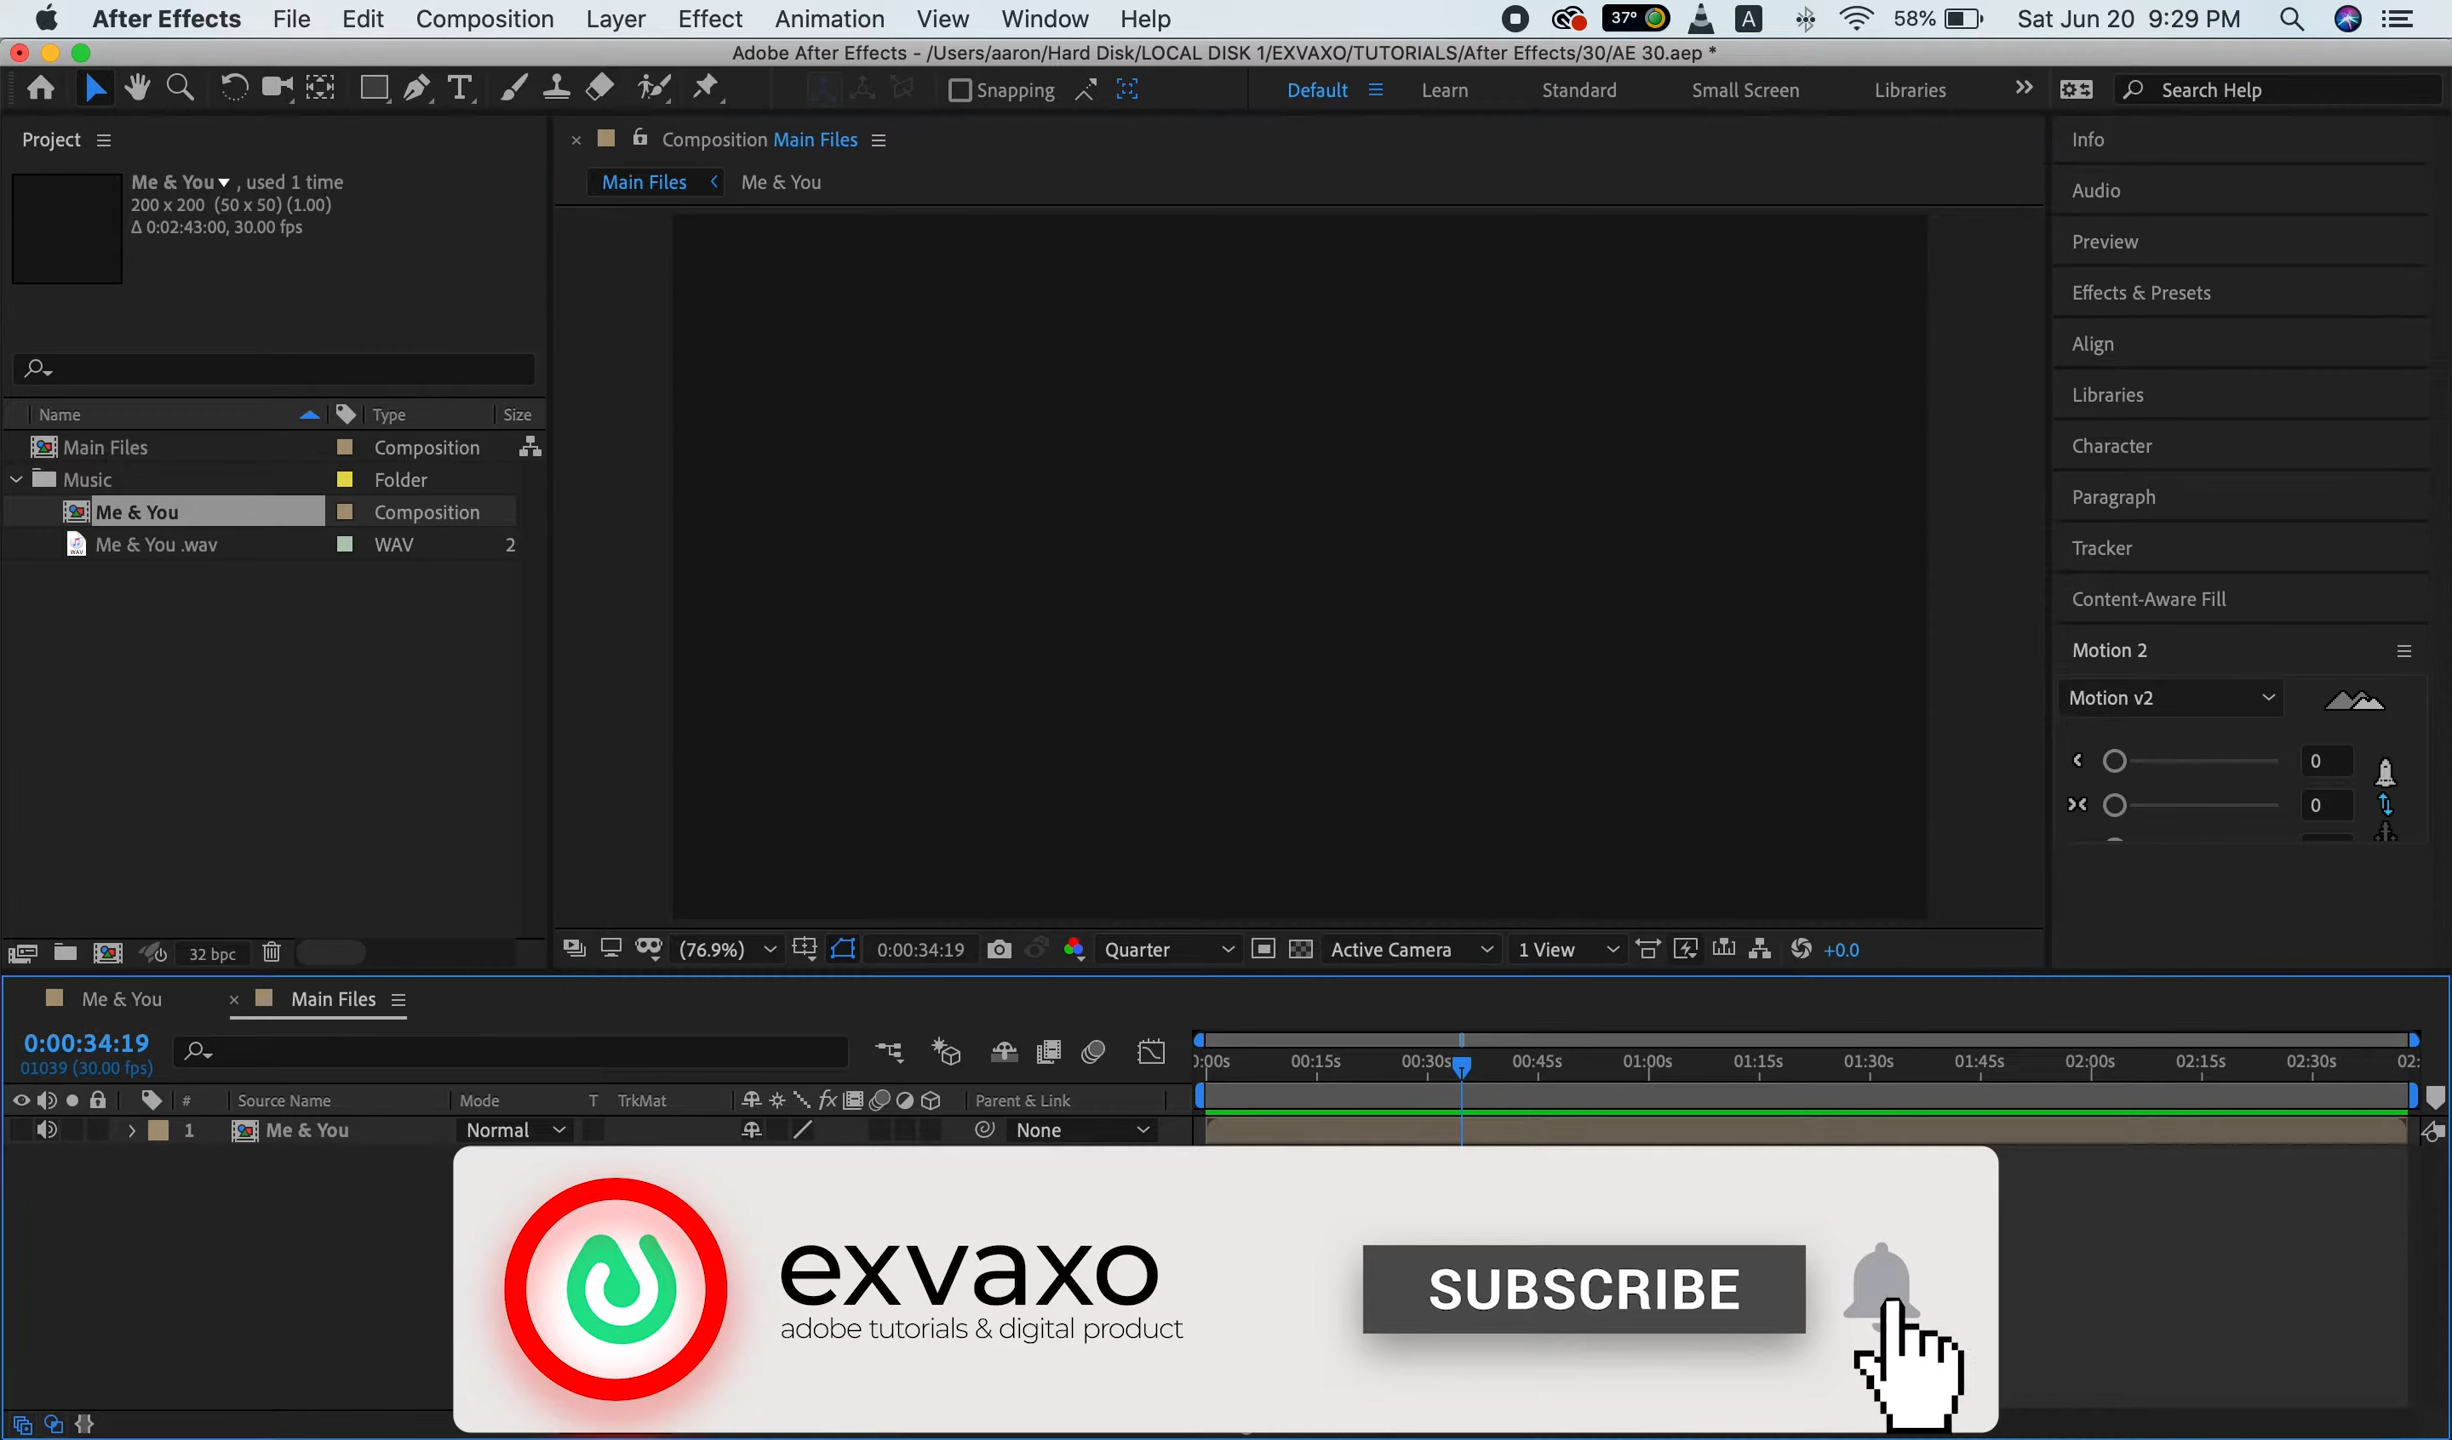 After Effects File Edit Composition Layer Effect Animation View Window Help 37° A 58% Sat Jun 20 9:29 PM
Adobe After Effects - /Users/aaron/Hard Disk/LOCAL DISK 1/EXVAXO/TUTORIALS/After Effects/30/AE 30.aep *
T Snapping Default Learn Standard Small Screen Libraries Search Help
Project
Me & You, used 1 time
200 x 200 (50 x 50) (1.00)
Δ 0:02:43:00, 30.00 fps
Name Type Size
Main Files Composition
Music Folder
Me & You Composition
Me & You .wav WAV 2
32 bpc
Composition Main Files
Main Files Me & You
(76.9%) 0:00:34:19 Quarter Active Camera 1 View +0.0
Info
Audio
Preview
Effects & Presets
Align
Libraries
Character
Paragraph
Tracker
Content-Aware Fill
Motion 2
Motion v2
0
0
Me & You Main Files
0:00:34:19
01039 (30.00 fps)
):00s 00:15s 00:30s 00:45s 01:00s 01:15s 01:30s 01:45s 02:00s 02:15s 02:30s 02:
# Source Name Mode T TrkMat fx Parent & Link
1 Me & You Normal None
exvaxo
adobe tutorials & digital product
SUBSCRIBE